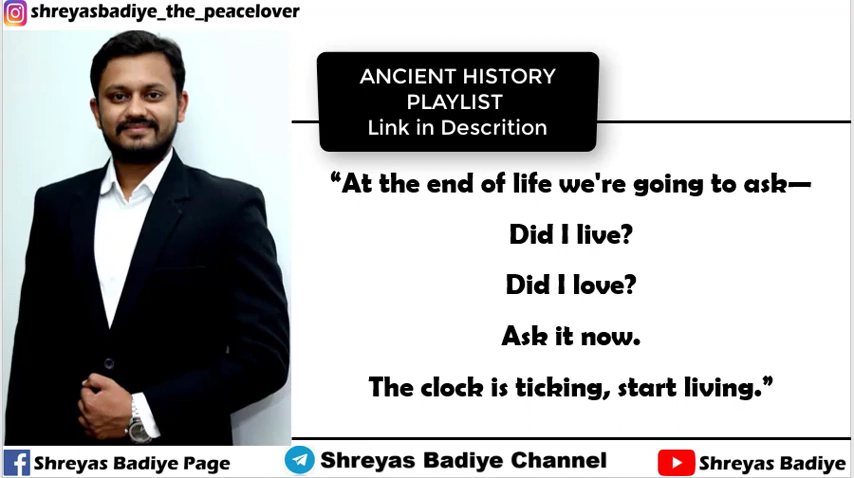 shreyasbadiye_the_peacelover
ANCIENT HISTORY
PLAYLIST
Link in Descrition
“At the end of life we're going to ask—
Did I live?
Did I love?
Ask it now.
The clock is ticking, start living.”
Shreyas Badiye Page
Shreyas Badiye Channel
Shreyas Badiye